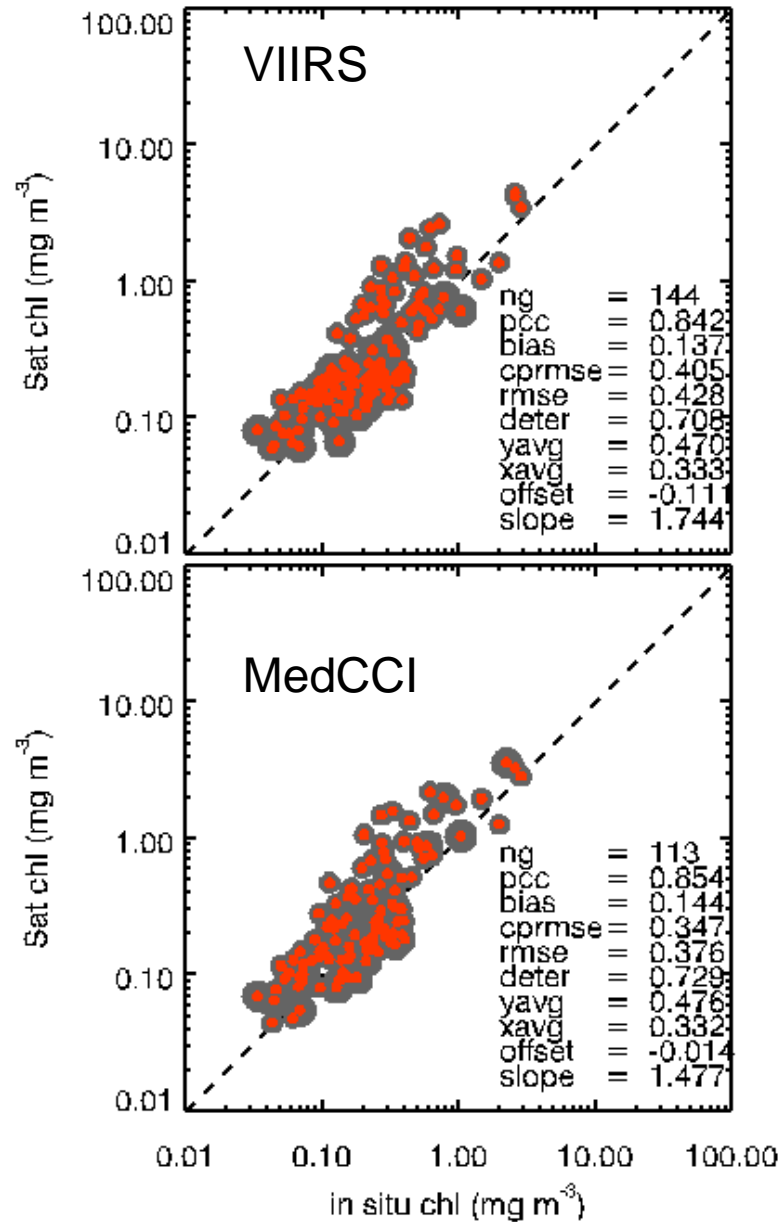 100.00
VIIRS
10.00
Sat chl (mg m⁻³)
1.00
ng = 144
pcc = 0.842
bias = 0.137
cprmse = 0.405
rmse = 0.428
0.10
deter = 0.708
yavg = 0.470
xavg = 0.333
offset = -0.111
slope = 1.744
0.01
100.00
MedCCI
10.00
Sat chl (mg m⁻³)
1.00
ng = 113
pcc = 0.854
bias = 0.144
cprmse = 0.347
rmse = 0.376
0.10
deter = 0.729
yavg = 0.476
xavg = 0.332
offset = -0.014
slope = 1.477
0.01
0.01 0.10 1.00 10.00 100.00
in situ chl (mg m⁻³)